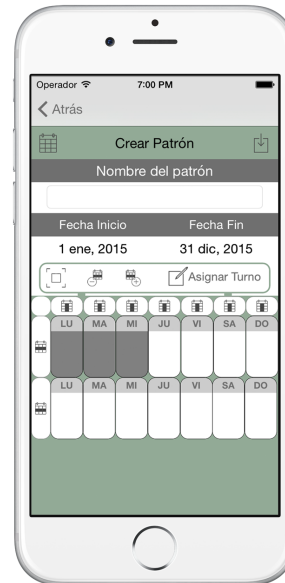 Operador 7:00 PM
Atrás
Crear Patrón
Nombre del patrón
Fecha Inicio Fecha Fin
1 ene, 2015 31 dic, 2015
Asignar Turno
LU MA MI JU VI SA DO
LU MA MI JU VI SA DO